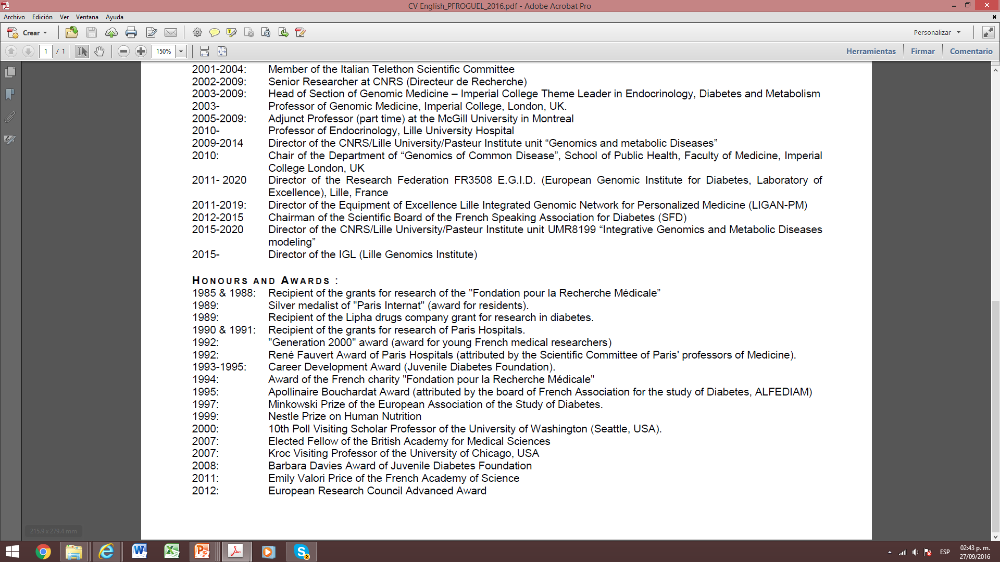 CV English_PFROGUEL_2016.pdf - Adobe Acrobat Pro
Archivo Edición Ver Ventana Ayuda
Crear Personalizar
1 / 1 150% Herramientas Firmar Comentario
2001-2004: Member of the Italian Telethon Scientific Committee
2002-2009: Senior Researcher at CNRS (Directeur de Recherche)
2003-2009: Head of Section of Genomic Medicine – Imperial College Theme Leader in Endocrinology, Diabetes and Metabolism
2003- Professor of Genomic Medicine, Imperial College, London, UK.
2005-2009: Adjunct Professor (part time) at the McGill University in Montreal
2010- Professor of Endocrinology, Lille University Hospital
2009-2014 Director of the CNRS/Lille University/Pasteur Institute unit “Genomics and metabolic Diseases”
2010: Chair of the Department of “Genomics of Common Disease”, School of Public Health, Faculty of Medicine, Imperial
College London, UK
2011- 2020 Director of the Research Federation FR3508 E.G.I.D. (European Genomic Institute for Diabetes, Laboratory of
Excellence), Lille, France
2011-2019: Director of the Equipment of Excellence Lille Integrated Genomic Network for Personalized Medicine (LIGAN-PM)
2012-2015 Chairman of the Scientific Board of the French Speaking Association for Diabetes (SFD)
2015-2020 Director of the CNRS/Lille University/Pasteur Institute unit UMR8199 “Integrative Genomics and Metabolic Diseases
modeling”
2015- Director of the IGL (Lille Genomics Institute)
HONOURS AND AWARDS :
1985 & 1988: Recipient of the grants for research of the "Fondation pour la Recherche Médicale”
1989: Silver medalist of "Paris Internat" (award for residents).
1989: Recipient of the Lipha drugs company grant for research in diabetes.
1990 & 1991: Recipient of the grants for research of Paris Hospitals.
1992: "Generation 2000" award (award for young French medical researchers)
1992: René Fauvert Award of Paris Hospitals (attributed by the Scientific Committee of Paris' professors of Medicine).
1993-1995: Career Development Award (Juvenile Diabetes Foundation).
1994: Award of the French charity "Fondation pour la Recherche Médicale"
1995: Apollinaire Bouchardat Award (attributed by the board of French Association for the study of Diabetes, ALFEDIAM)
1997: Minkowski Prize of the European Association of the Study of Diabetes.
1999: Nestle Prize on Human Nutrition
2000: 10th Poll Visiting Scholar Professor of the University of Washington (Seattle, USA).
2007: Elected Fellow of the British Academy for Medical Sciences
2007: Kroc Visiting Professor of the University of Chicago, USA
2008: Barbara Davies Award of Juvenile Diabetes Foundation
2011: Emily Valori Price of the French Academy of Science
2012: European Research Council Advanced Award
215.9 x 279.4 mm
ESP 02:43 p. m.
27/09/2016